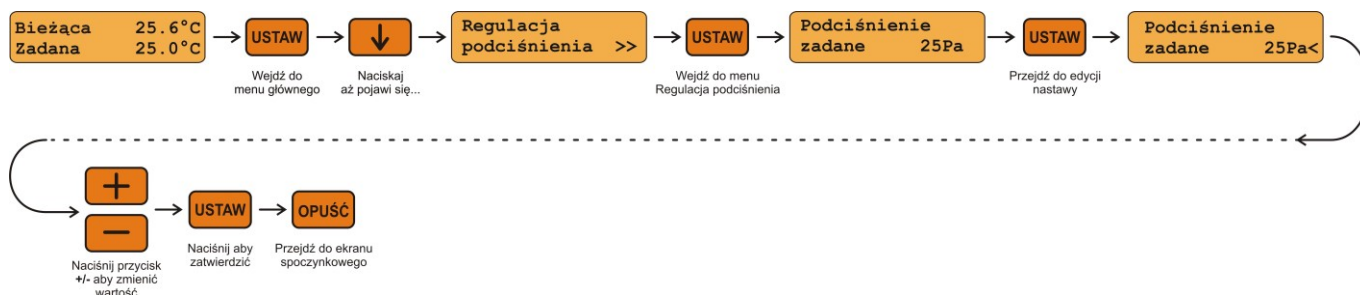 Bieżąca 25.6°C
Zadana 25.0°C
USTAW
Wejdź do
menu głównego
Naciskaj
aż pojawi się...
Regulacja
podciśnienia >>
USTAW
Wejdź do menu
Regulacja podciśnienia
Podciśnienie
zadane 25Pa
USTAW
Przejdź do edycji
nastawy
Podciśnienie
zadane 25Pa<
+
−
Naciśnij przycisk
+/- aby zmienić
wartość
USTAW
Naciśnij aby
zatwierdzić
OPUŚĆ
Przejdź do ekranu
spoczynkowego